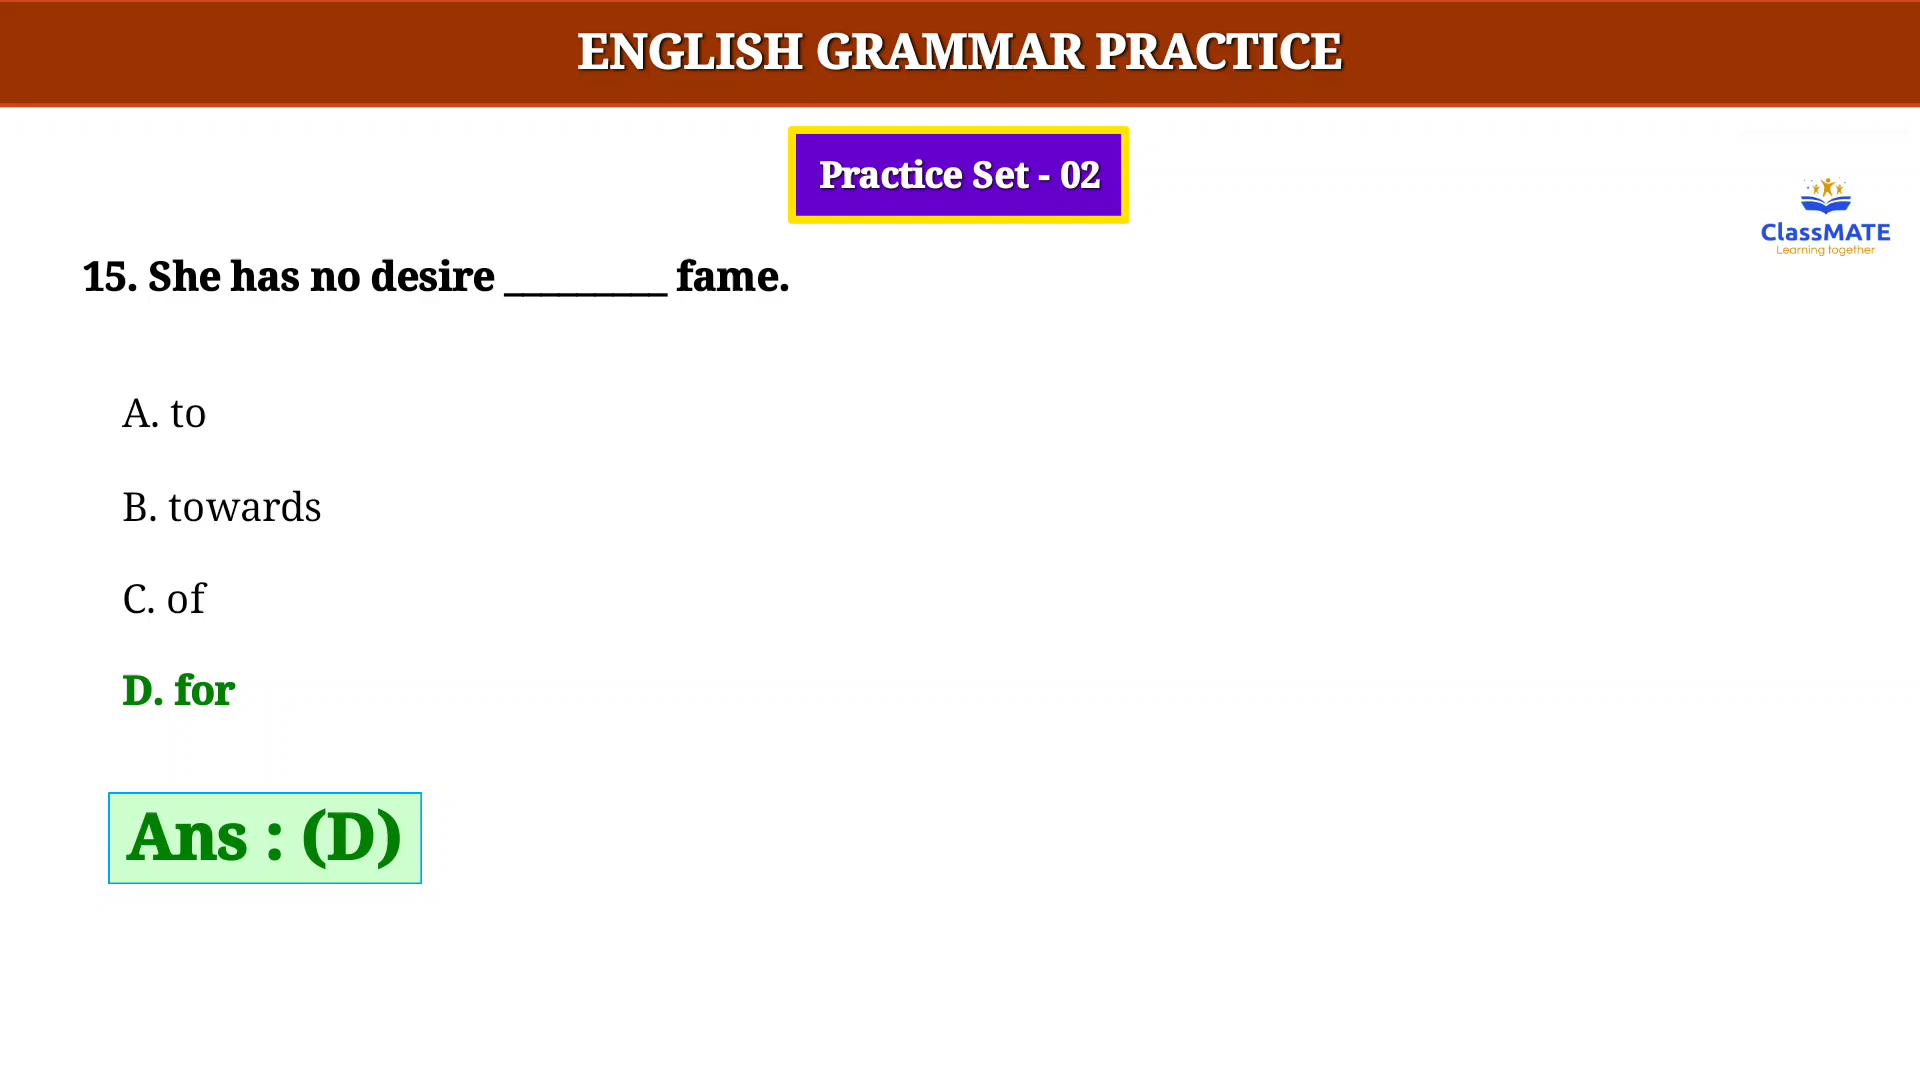 ENGLISH GRAMMAR PRACTICE
Practice Set - 02
ClassMATE
Learning together
15. She has no desire _________ fame.
A. to
B. towards
C. of
D. for
Ans : (D)